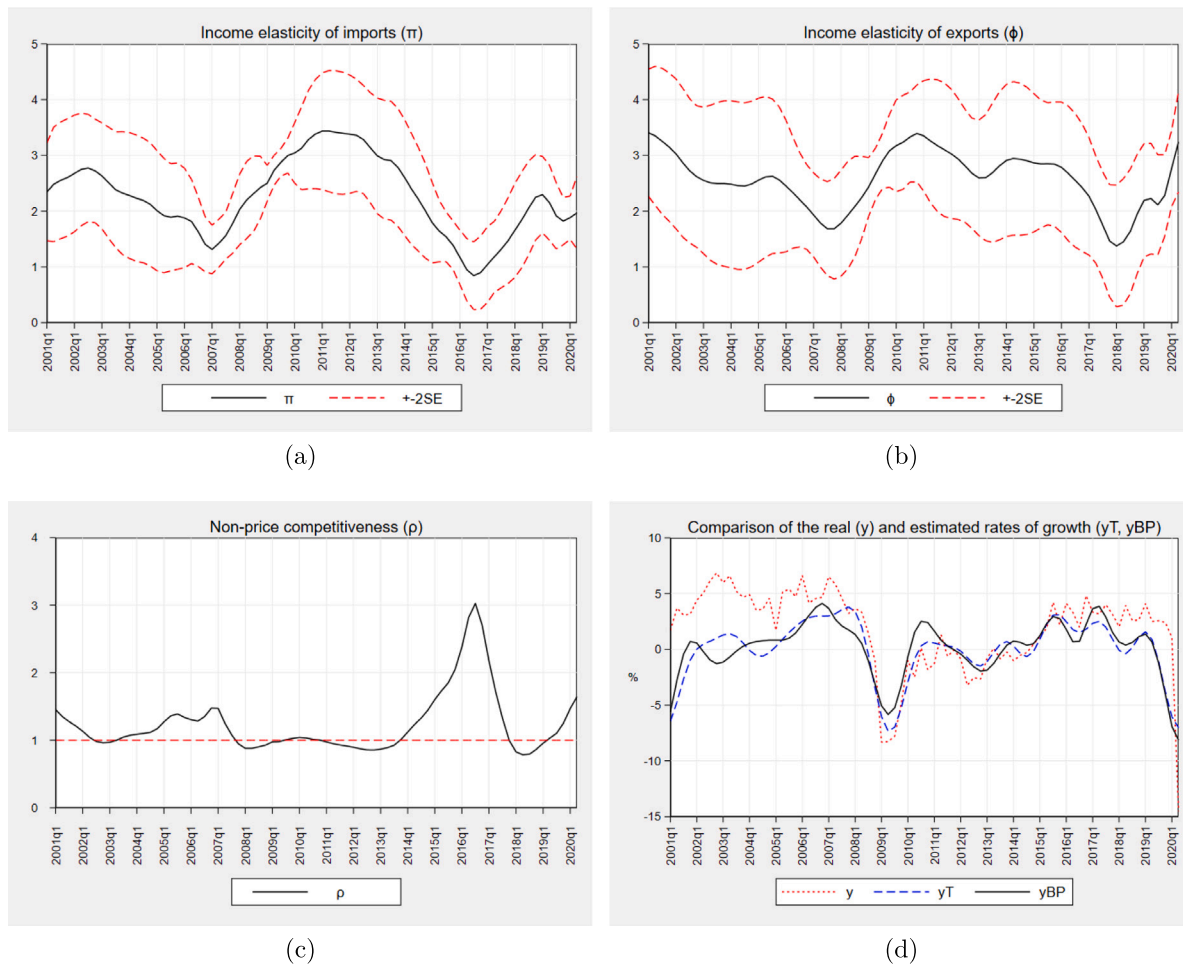 Income elasticity of imports (π)
5
4
3
2
1
0
2001q1 2002q1 2003q1 2004q1 2005q1 2006q1 2007q1 2008q1 2009q1 2010q1 2011q1 2012q1 2013q1 2014q1 2015q1 2016q1 2017q1 2018q1 2019q1 2020q1
π +-2SE
(a)
Income elasticity of exports (ϕ)
5
4
3
2
1
0
2001q1 2002q1 2003q1 2004q1 2005q1 2006q1 2007q1 2008q1 2009q1 2010q1 2011q1 2012q1 2013q1 2014q1 2015q1 2016q1 2017q1 2018q1 2019q1 2020q1
ϕ +-2SE
(b)
Non-price competitiveness (ρ)
4
3
2
1
0
2001q1 2002q1 2003q1 2004q1 2005q1 2006q1 2007q1 2008q1 2009q1 2010q1 2011q1 2012q1 2013q1 2014q1 2015q1 2016q1 2017q1 2018q1 2019q1 2020q1
ρ
(c)
Comparison of the real (y) and estimated rates of growth (yT, yBP)
10
5
0
%
-5
-10
-15
2001q1 2002q1 2003q1 2004q1 2005q1 2006q1 2007q1 2008q1 2009q1 2010q1 2011q1 2012q1 2013q1 2014q1 2015q1 2016q1 2017q1 2018q1 2019q1 2020q1
y yT yBP
(d)